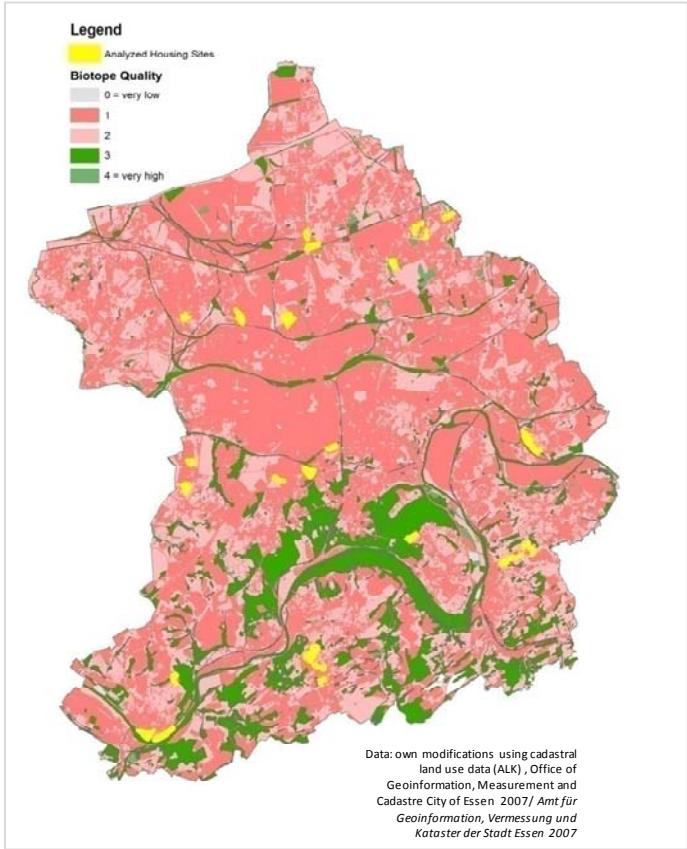 Legend
Analyzed Housing Sites
Biotope Quality
0 = very low
1
2
3
4 = very high
Data: own modifications using cadastral
land use data (ALK) , Office of
Geoinformation, Measurement and
Cadastre City of Essen 2007/ Amt für
Geoinformation, Vermessung und
Kataster der Stadt Essen 2007